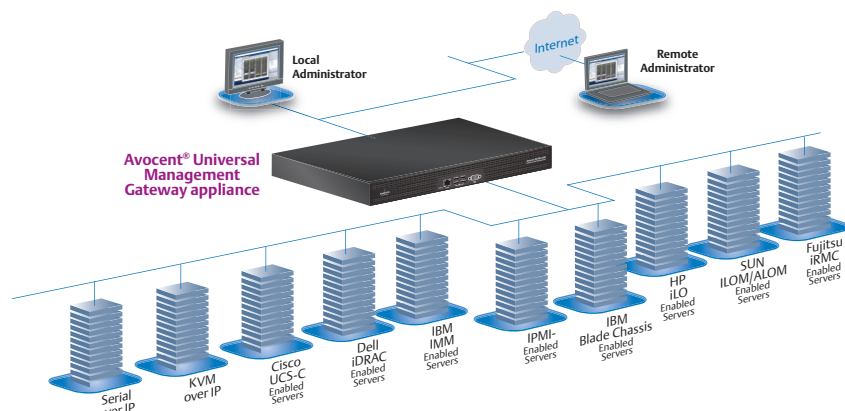 Internet
Local
Administrator
Remote
Administrator
Avocent® Universal
Management
Gateway appliance
Serial
over IP
KVM
over IP
Cisco
UCS-C
Enabled
Servers
Dell
iDRAC
Enabled
Servers
IBM
IMM
Enabled
Servers
IPMI-
Enabled
Servers
IBM
Blade Chassis
Enabled
Servers
HP
iLO
Enabled
Servers
SUN
ILOM/ALOM
Enabled
Servers
Fujitsu
iRMC
Enabled
Servers